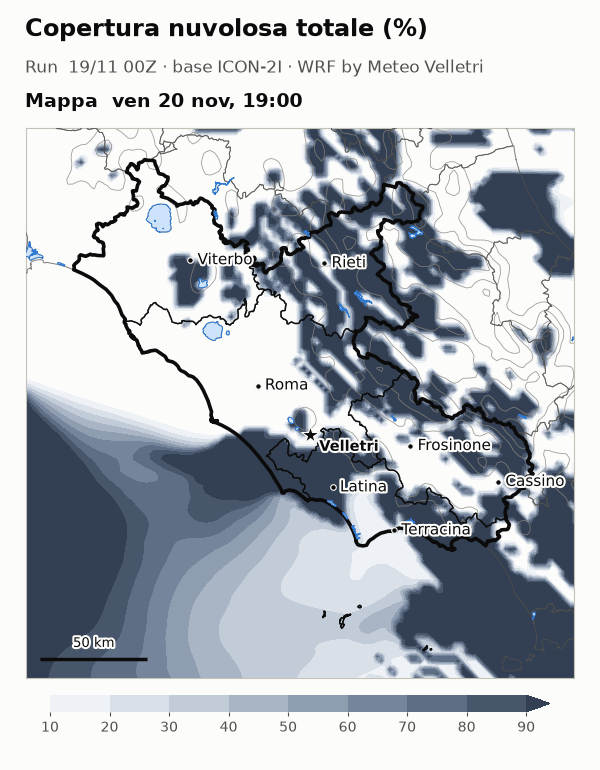 Copertura nuvolosa totale (%)
Run 19/11 00Z · base ICON-2I · WRF by Meteo Velletri
Mappa ven 20 nov, 19:00
Viterbo
Rieti
Roma
Velletri
Frosinone
Latina
Cassino
Terracina
50 km
10 20 30 40 50 60 70 80 90